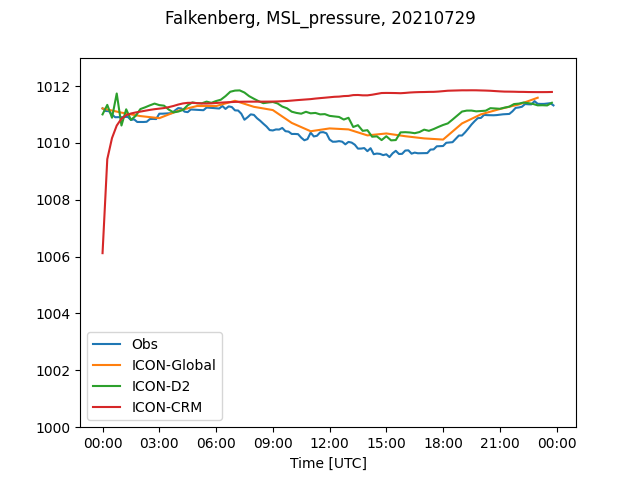 Falkenberg, MSL_pressure, 20210729
1012
1010
1008
1006
1004
1002
1000
Obs
ICON-Global
ICON-D2
ICON-CRM
00:00 03:00 06:00 09:00 12:00 15:00 18:00 21:00 00:00
Time [UTC]